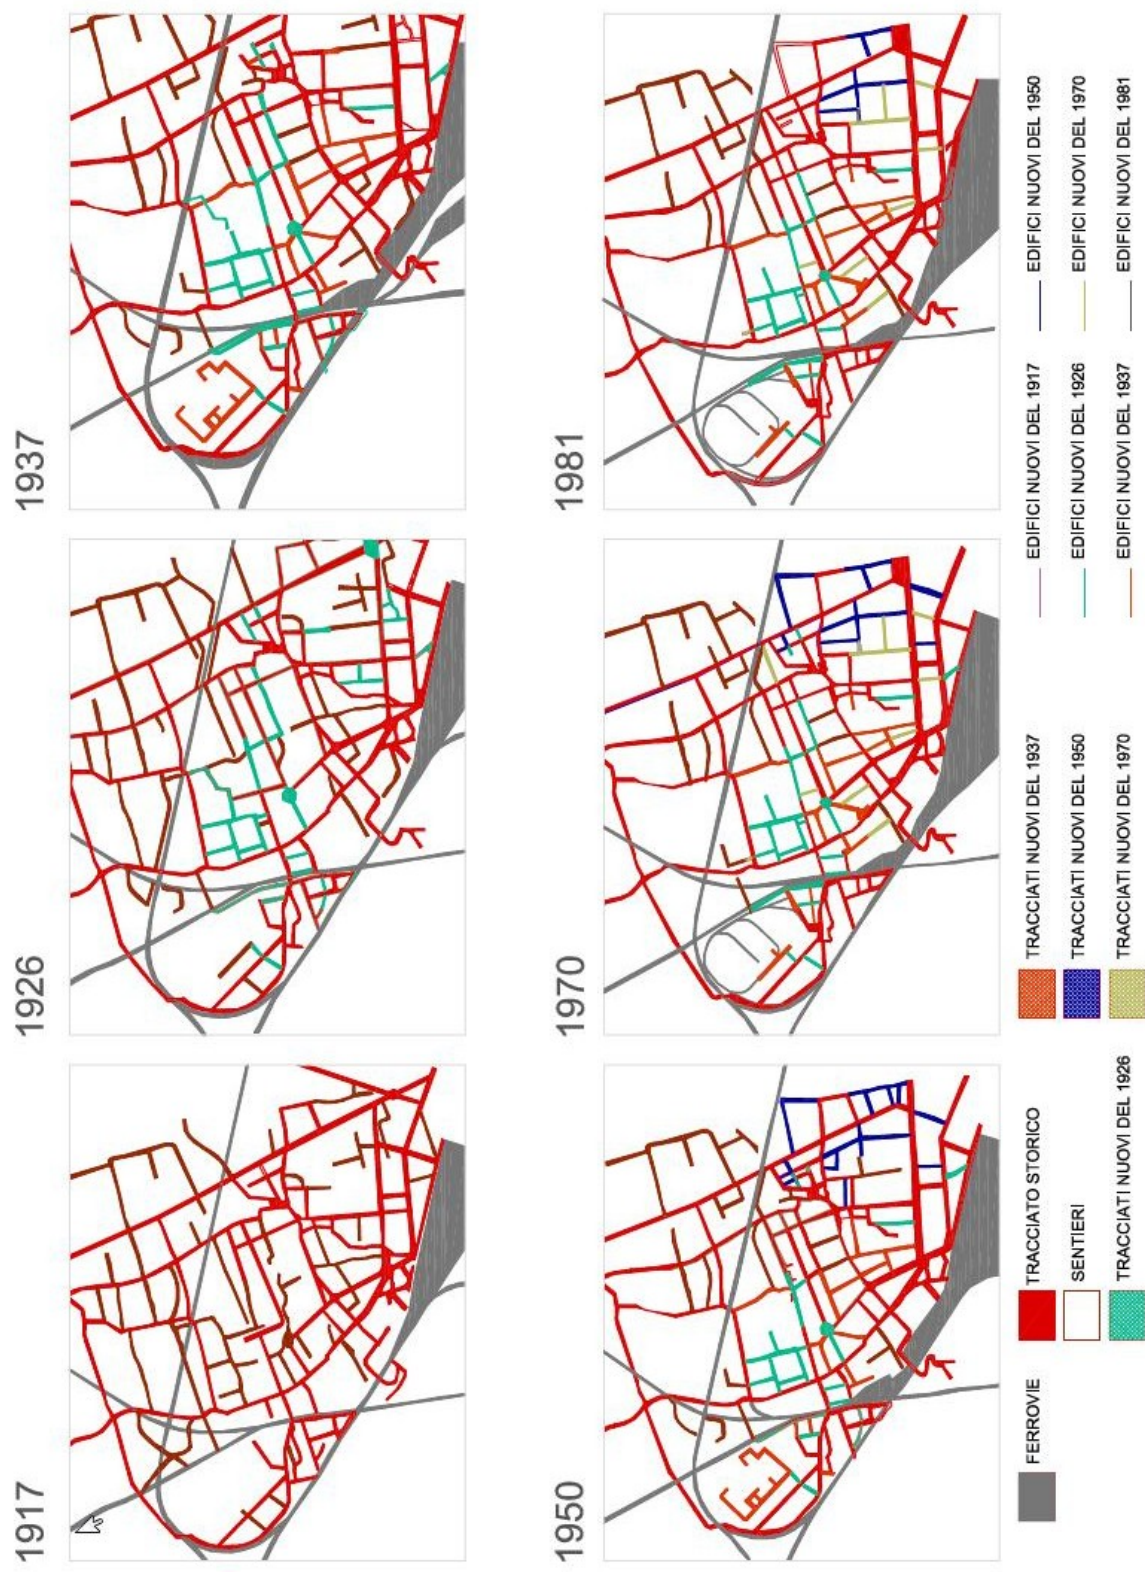 1917
1926
1937
1950
1970
1981
FERROVIE
TRACCIATO STORICO
SENTIERI
TRACCIATI NUOVI DEL 1926
TRACCIATI NUOVI DEL 1937
TRACCIATI NUOVI DEL 1950
TRACCIATI NUOVI DEL 1970
EDIFICI NUOVI DEL 1917
EDIFICI NUOVI DEL 1926
EDIFICI NUOVI DEL 1937
EDIFICI NUOVI DEL 1950
EDIFICI NUOVI DEL 1970
EDIFICI NUOVI DEL 1981